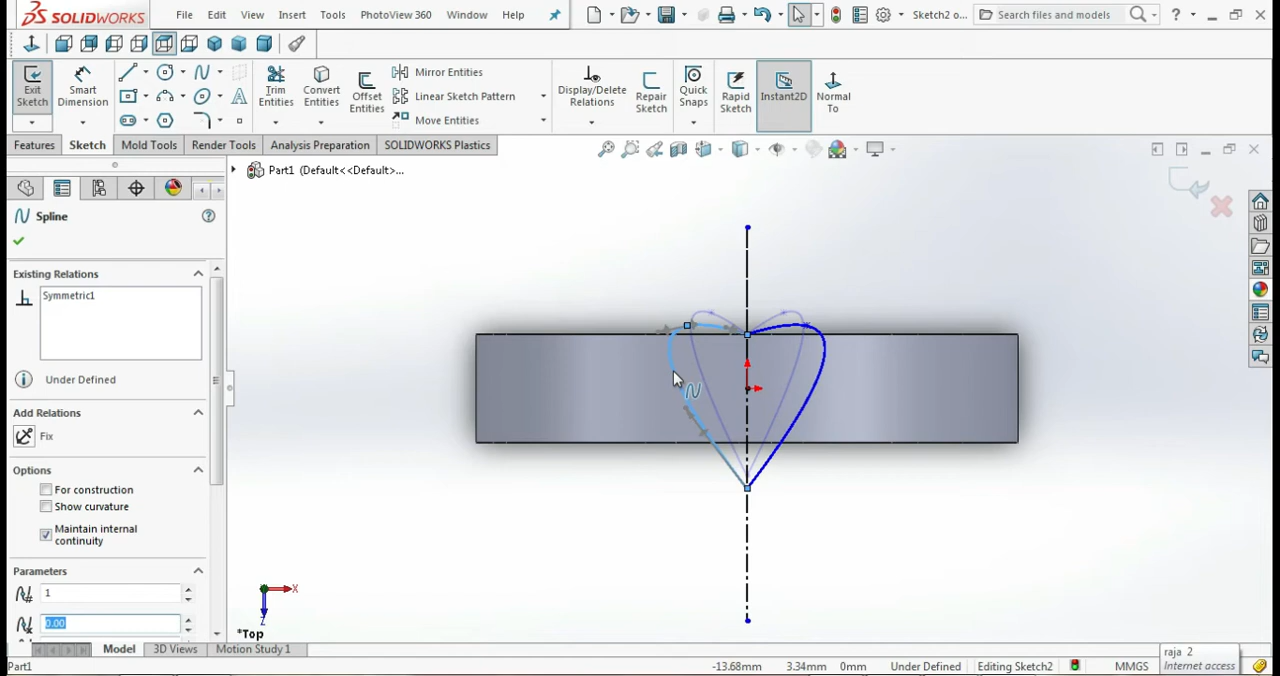 SOLIDWORKS File Edit View Insert Tools PhotoView 360 Window Help Sketch2 o... Search files and models ?
Exit Sketch
Smart Dimension
Trim Entities
Convert Entities
Offset Entities
Mirror Entities
Linear Sketch Pattern
Move Entities
Display/Delete Relations
Repair Sketch
Quick Snaps
Rapid Sketch
Instant2D
Normal To
Features Sketch Mold Tools Render Tools Analysis Preparation SOLIDWORKS Plastics
Part1 (Default<<Default>...
Spline
Existing Relations
Symmetric1
Under Defined
Add Relations
Fix
Options
For construction
Show curvature
Maintain internal
continuity
Parameters
1
0.00
X
Z
*Top
Model 3D Views Motion Study 1
Part1 -13.68mm 3.34mm 0mm Under Defined Editing Sketch2 MMGS
raja 2
Internet access